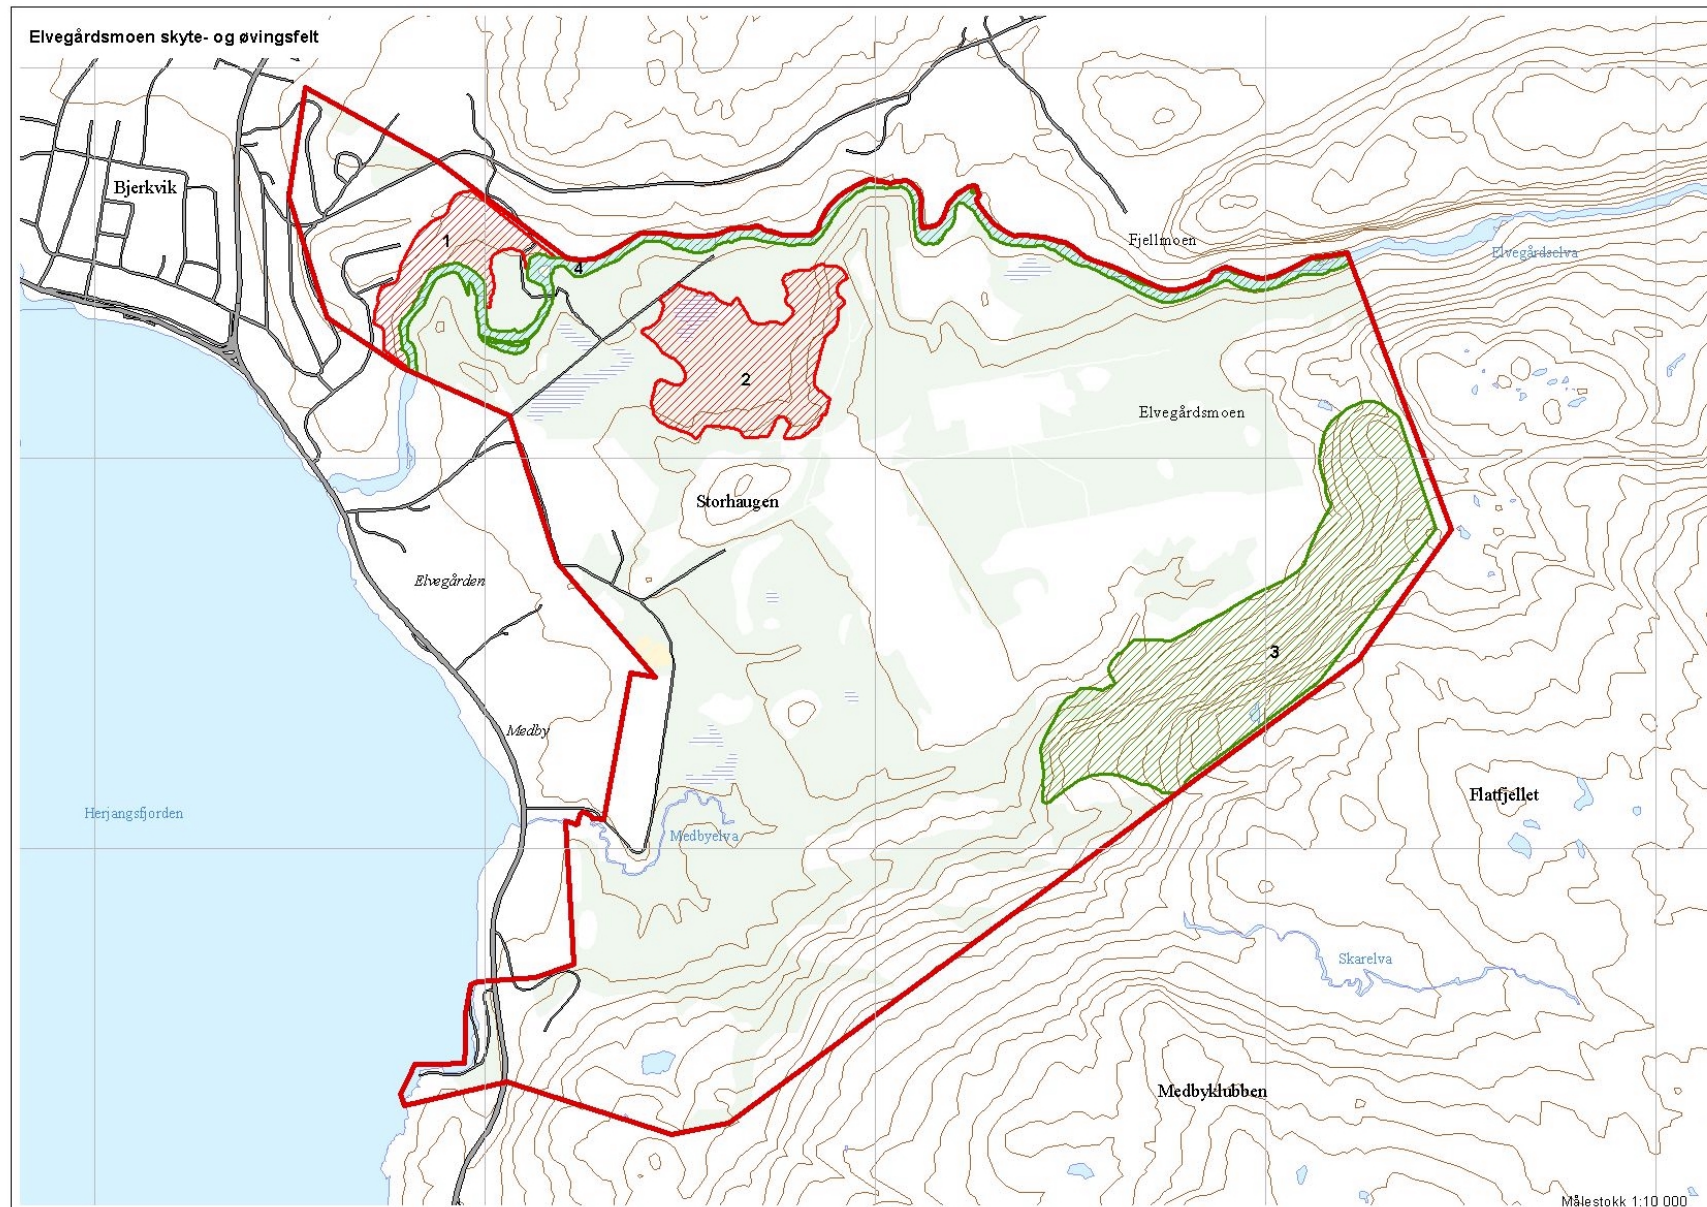 Elvegårdsmoen skyte- og øvingsfelt
Bjerkvik
1
4
Fjellmoen
Elvegårdselva
2
Elvegårdsmoen
Storhaugen
Elvegården
3
Medby
Flatfjellet
Herjangsfjorden
Medbyelva
Skarelva
Medbyklubben
Målestokk 1:10 000